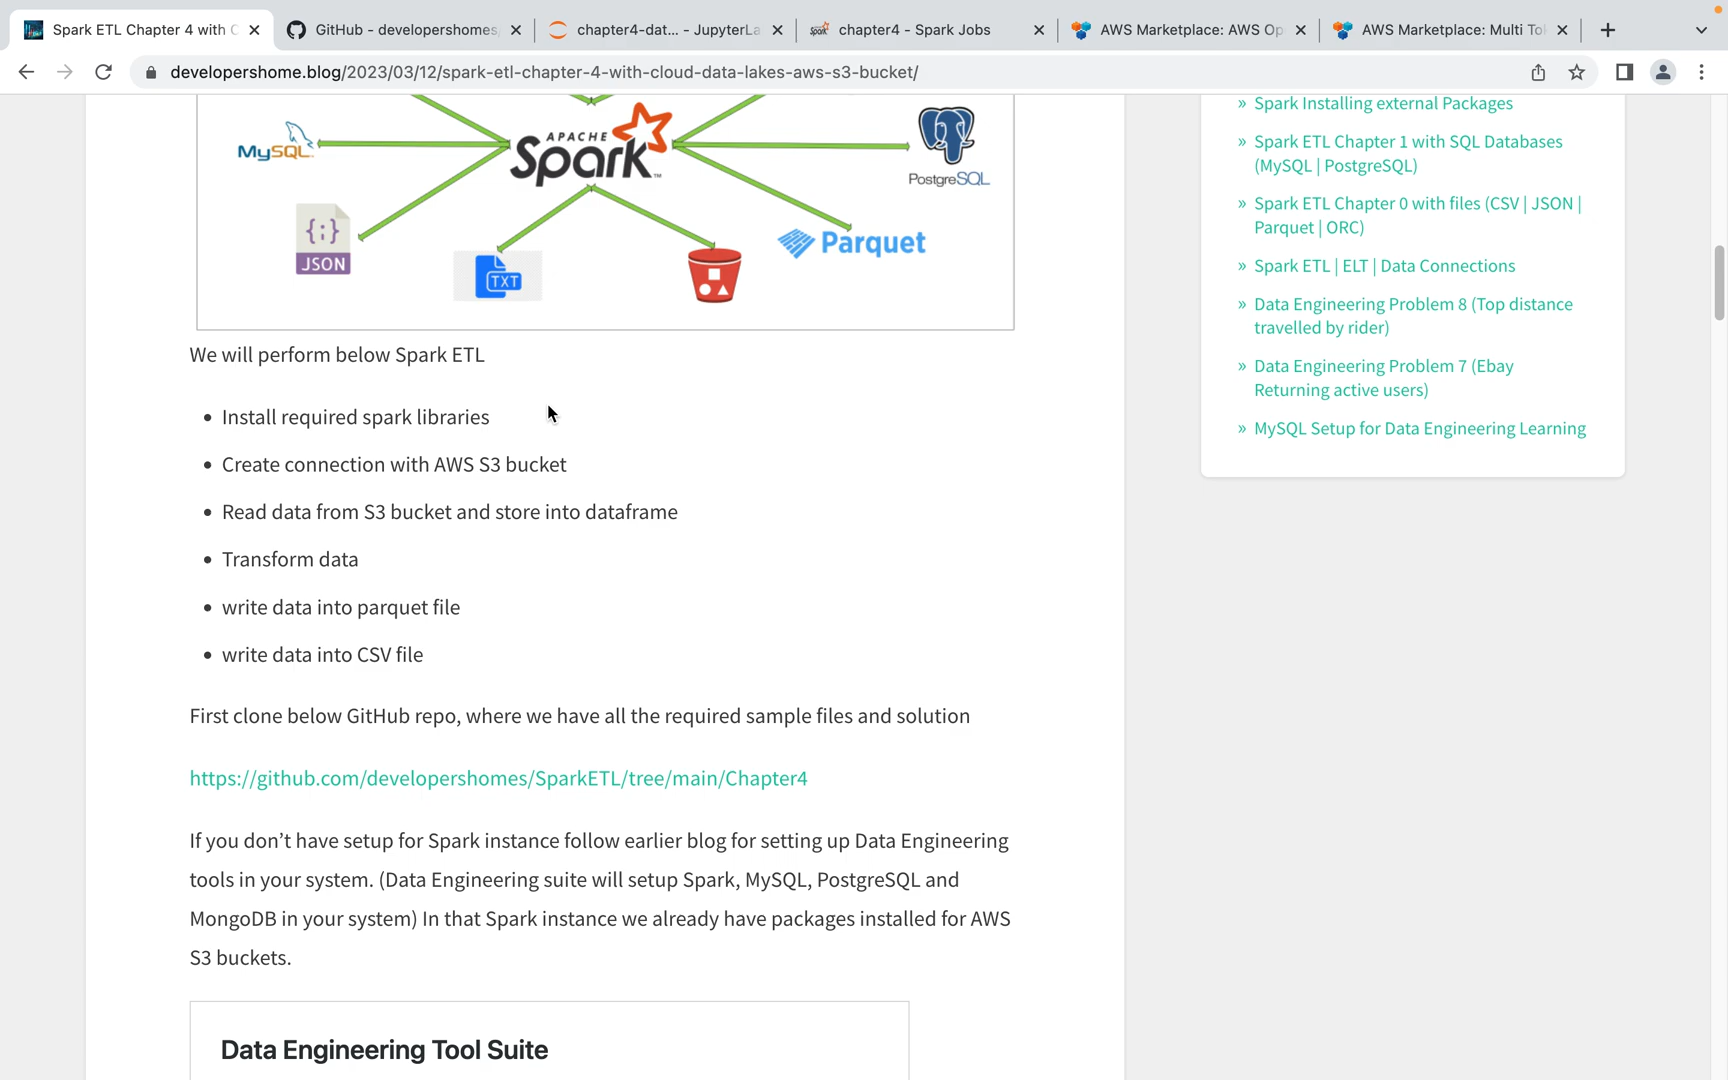 Spark ETL Chapter 4 with C
GitHub - developershomes
chapter4-dat... - JupyterLa
chapter4 - Spark Jobs
AWS Marketplace: AWS Op
AWS Marketplace: Multi To
developershome.blog/2023/03/12/spark-etl-chapter-4-with-cloud-data-lakes-aws-s3-bucket/
MySQL
APACHE
Spark
PostgreSQL
{;}
JSON
TXT
Parquet
We will perform below Spark ETL
• Install required spark libraries
• Create connection with AWS S3 bucket
• Read data from S3 bucket and store into dataframe
• Transform data
• write data into parquet file
• write data into CSV file
First clone below GitHub repo, where we have all the required sample files and solution
https://github.com/developershomes/SparkETL/tree/main/Chapter4
If you don’t have setup for Spark instance follow earlier blog for setting up Data Engineering
tools in your system. (Data Engineering suite will setup Spark, MySQL, PostgreSQL and
MongoDB in your system) In that Spark instance we already have packages installed for AWS
S3 buckets.
Data Engineering Tool Suite
» Spark Installing external Packages
» Spark ETL Chapter 1 with SQL Databases
(MySQL | PostgreSQL)
» Spark ETL Chapter 0 with files (CSV | JSON |
Parquet | ORC)
» Spark ETL | ELT | Data Connections
» Data Engineering Problem 8 (Top distance
travelled by rider)
» Data Engineering Problem 7 (Ebay
Returning active users)
» MySQL Setup for Data Engineering Learning